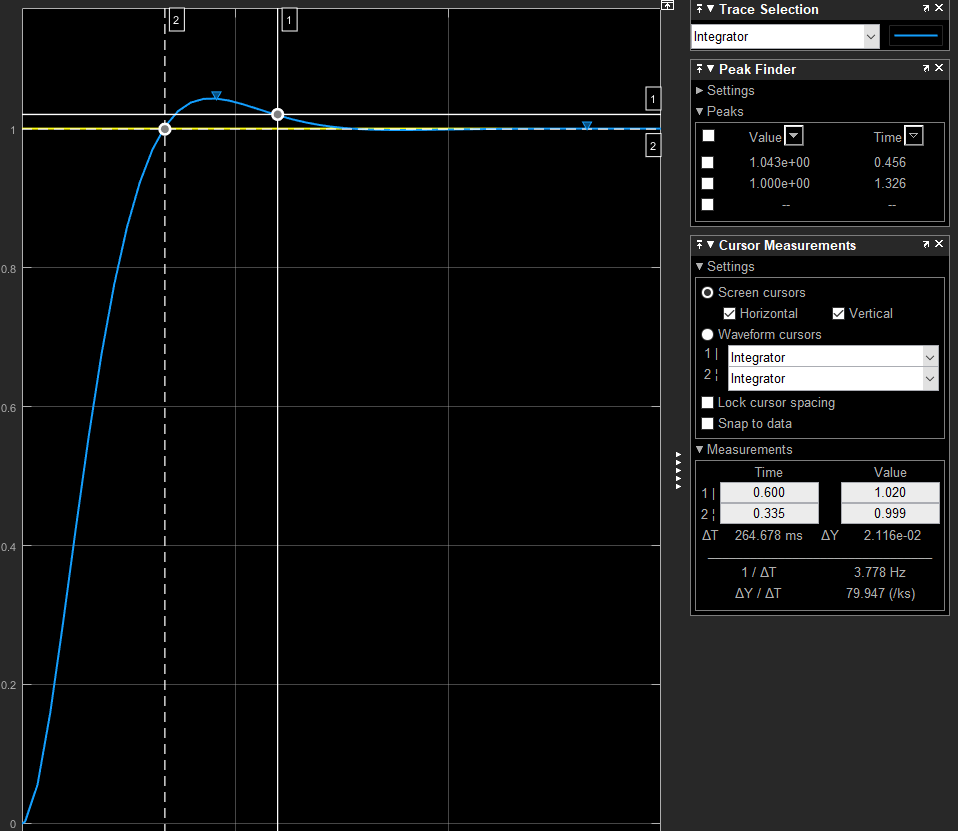 2
1
1
2
1
0.8
0.6
0.4
0.2
0
Trace Selection
Integrator
Peak Finder
Settings
Peaks
Value Time
1.043e+00 0.456
1.000e+00 1.326
-- --
Cursor Measurements
Settings
Screen cursors
Horizontal Vertical
Waveform cursors
1 | Integrator
2 ¦ Integrator
Lock cursor spacing
Snap to data
Measurements
Time Value
1 | 0.600 1.020
2 ¦ 0.335 0.999
ΔT 264.678 ms ΔY 2.116e-02
1 / ΔT 3.778 Hz
ΔY / ΔT 79.947 (/ks)